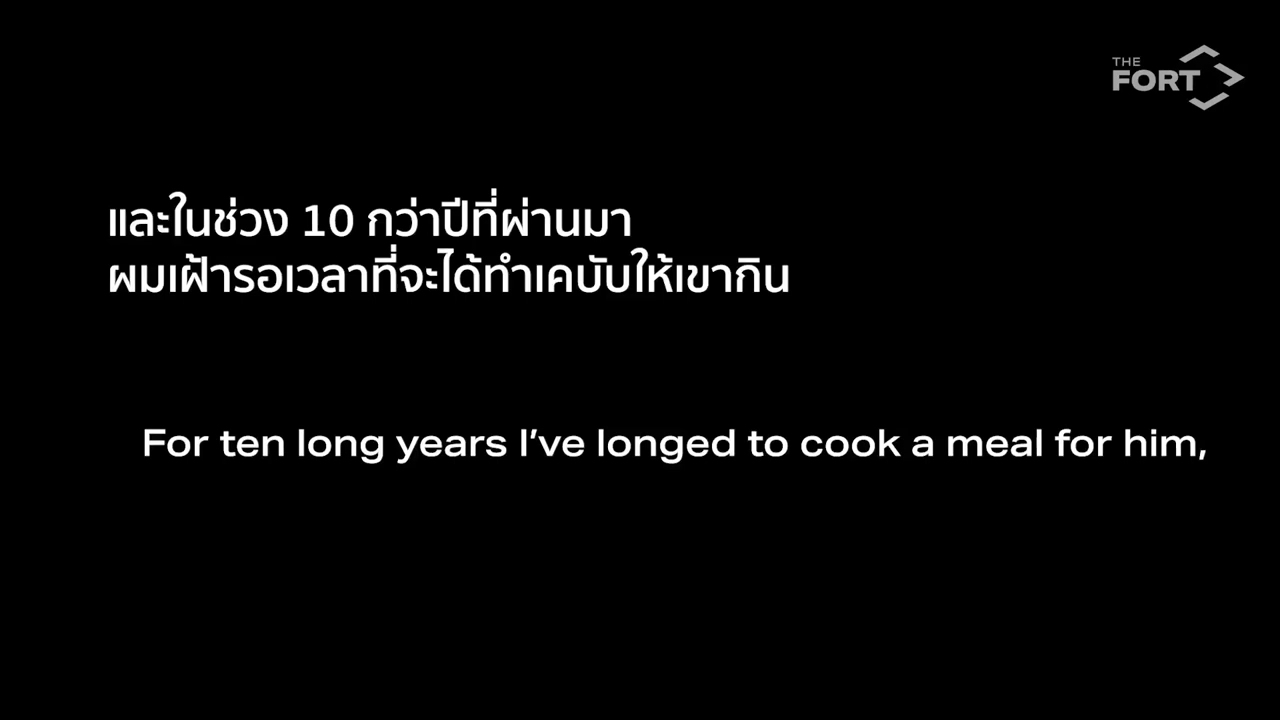 THE
FORT
และในช่วง 10 กว่าปีที่ผ่านมา
ผมเฝ้ารอเวลาที่จะได้ทำเคบับให้เขากิน
For ten long years I’ve longed to cook a meal for him,